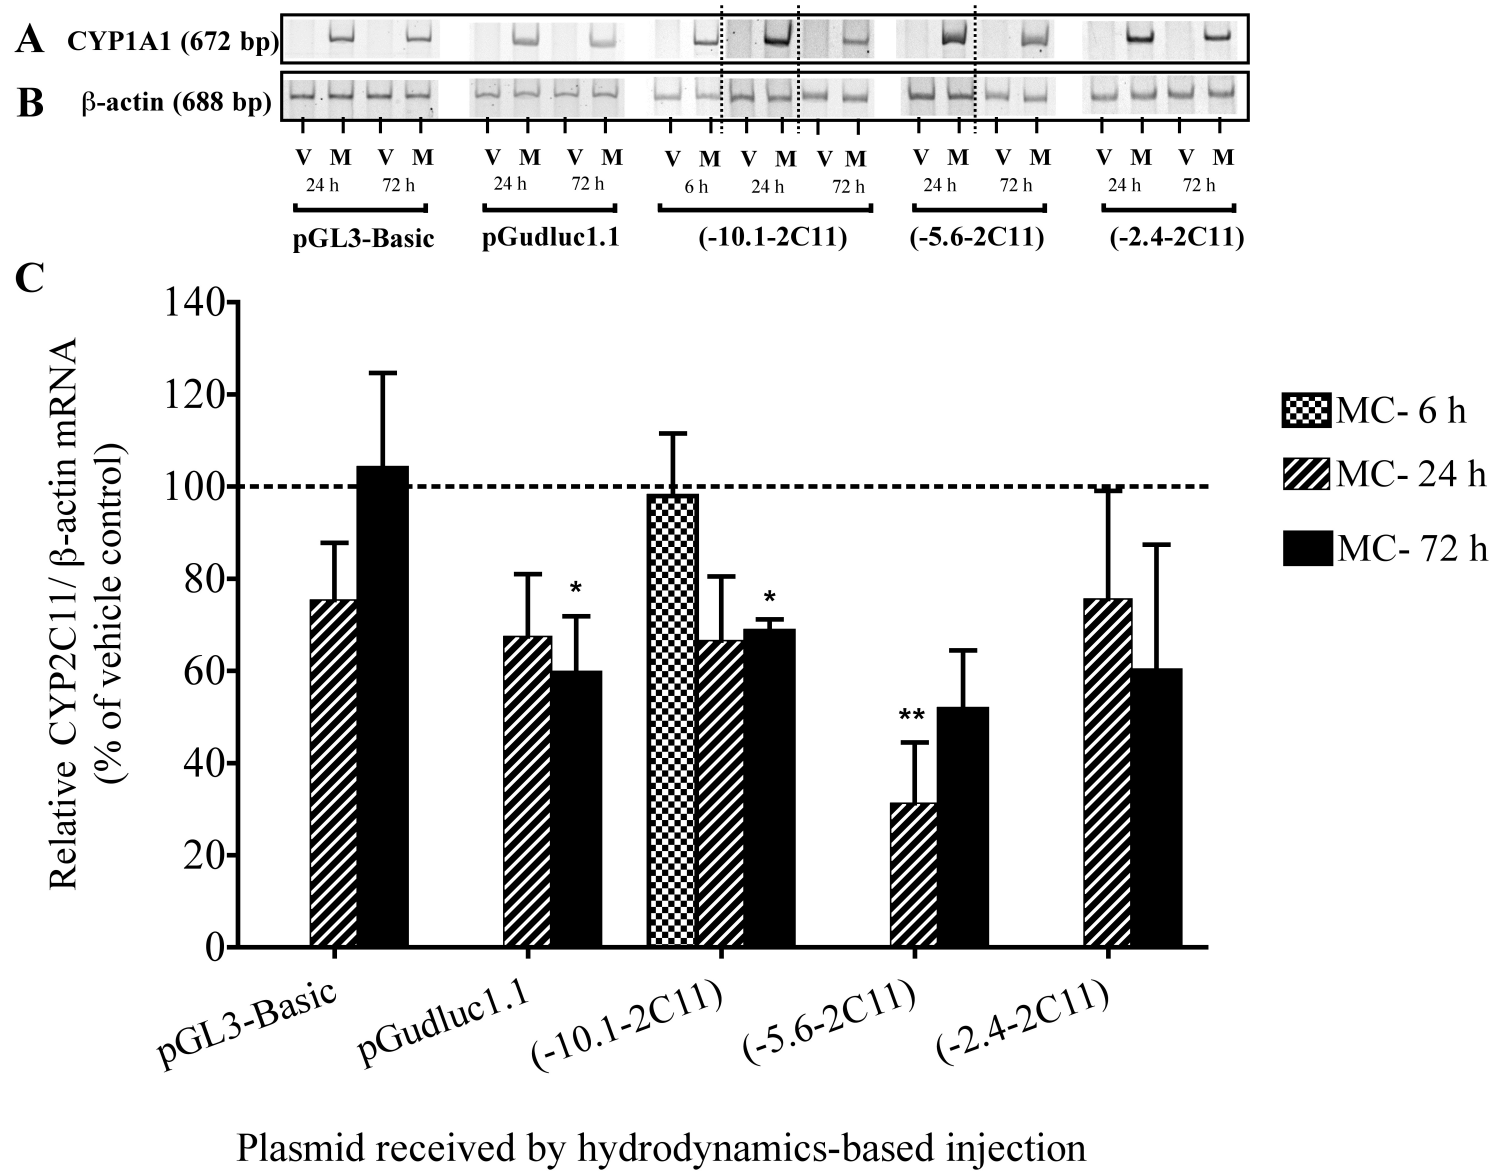 A CYP1A1 (672 bp)
B β-actin (688 bp)
V M V M V M V M V M V M V M V M V M V M V M
24 h 72 h 24 h 72 h 6 h 24 h 72 h 24 h 72 h 24 h 72 h
pGL3-Basic pGudluc1.1 (-10.1-2C11) (-5.6-2C11) (-2.4-2C11)
C
Relative CYP2C11/ β-actin mRNA
(% of vehicle control)
140
120
100
80
60
40
20
0
* * **
MC- 6 h
MC- 24 h
MC- 72 h
pGL3-Basic pGudluc1.1 (-10.1-2C11) (-5.6-2C11) (-2.4-2C11)
Plasmid received by hydrodynamics-based injection